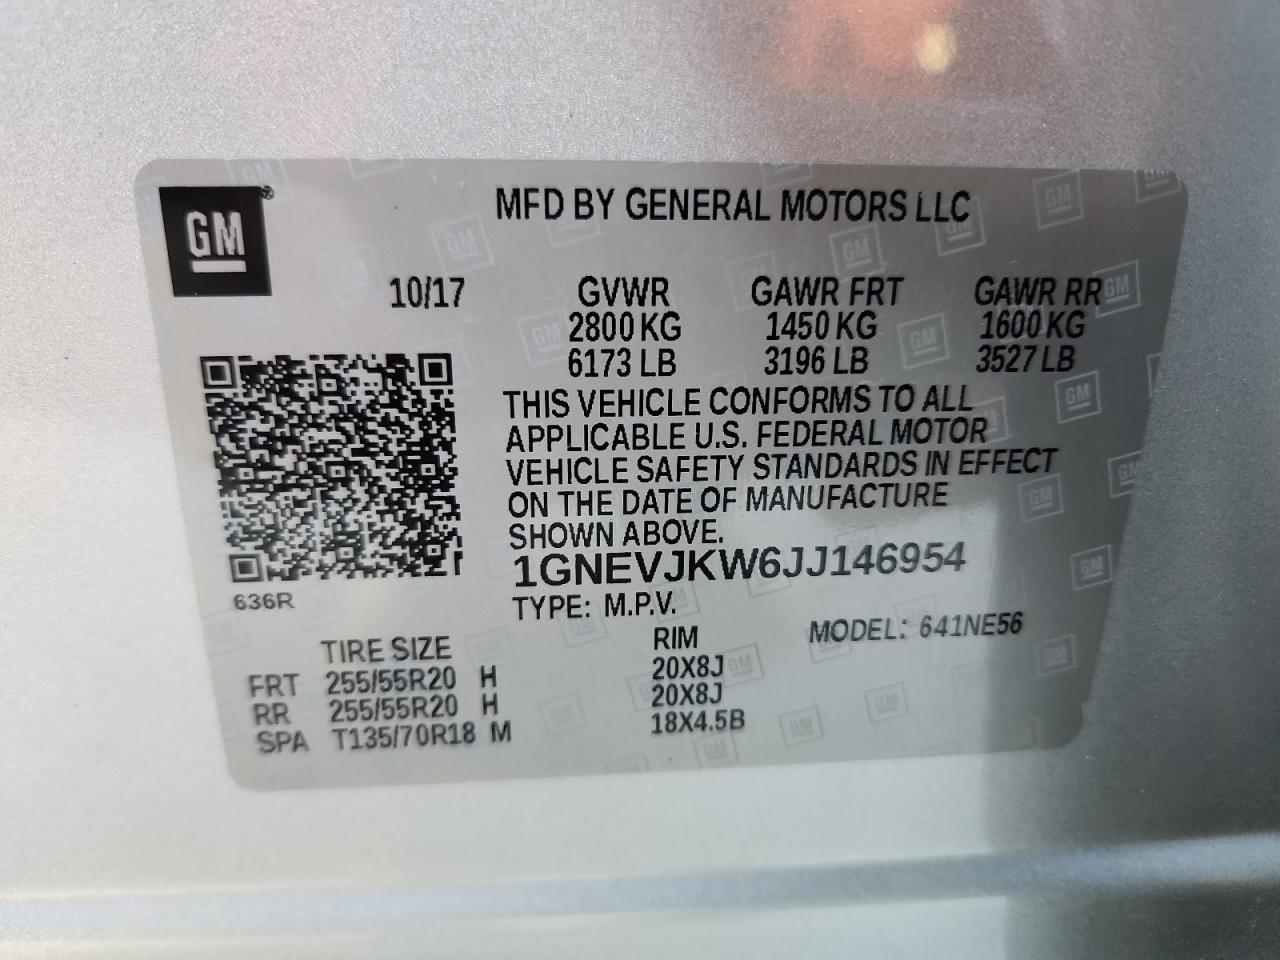 GM®
MFD BY GENERAL MOTORS LLC
10/17 GVWR GAWR FRT GAWR RR
2800 KG 1450 KG 1600 KG
6173 LB 3196 LB 3527 LB
THIS VEHICLE CONFORMS TO ALL
APPLICABLE U.S. FEDERAL MOTOR
VEHICLE SAFETY STANDARDS IN EFFECT
ON THE DATE OF MANUFACTURE
SHOWN ABOVE.
1GNEVJKW6JJ146954
636R
TYPE: M.P.V.
MODEL: 641NE56
TIRE SIZE RIM
FRT 255/55R20 H 20X8J
RR 255/55R20 H 20X8J
SPA T135/70R18 M 18X4.5B